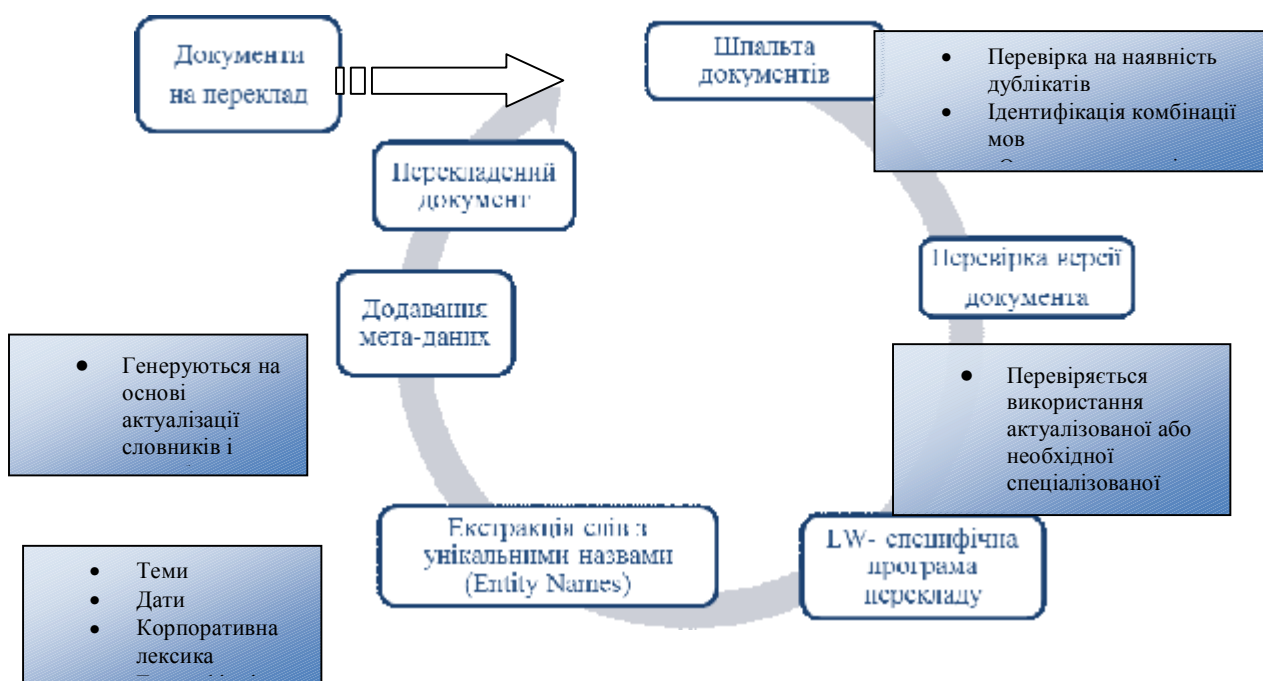 Документи
на переклад
Шпальта
документів
• Перевірка на наявність
дублікатів
• Ідентифікація комбінації
мов
Перекладений
документ
Перевірка версії
документа
Додавання
мета-даних
• Генеруються на
основі
актуалізації
словників і
• Перевіряється
використання
актуалізованої або
необхідної
спеціалізованої
Екстракція слів з
унікальними назвами
(Entity Names)
LW- специфічна
програма
перекладу
• Теми
• Дати
• Корпоративна
лексика